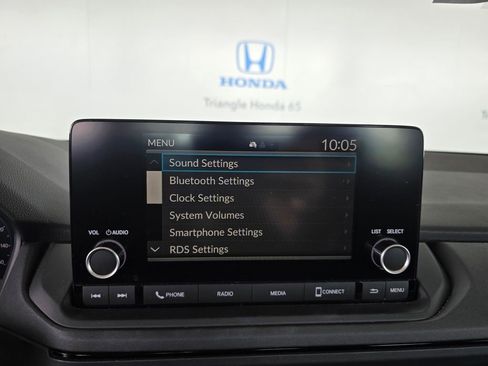 HONDA
Triangle Honda 65
MENU 10:05
Sound Settings
Bluetooth Settings
Clock Settings
System Volumes
Smartphone Settings
RDS Settings
VOL AUDIO
LIST SELECT
PHONE RADIO MEDIA CONNECT MENU
140